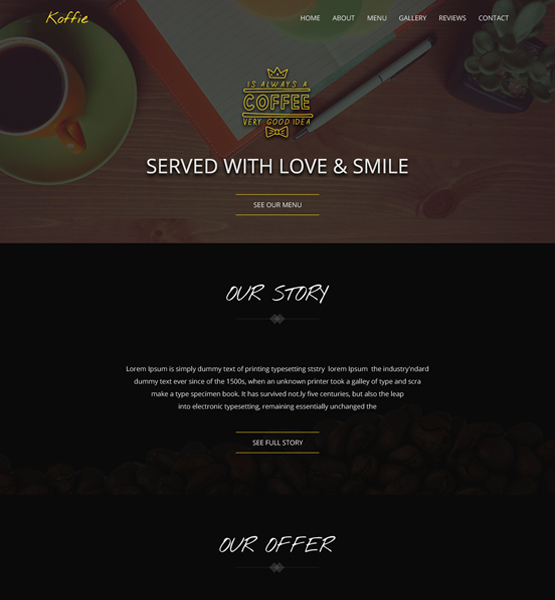 Koffie
HOME ABOUT MENU GALLERY REVIEWS CONTACT
IS ALWAYS A
COFFEE
VERY GOOD IDEA
SERVED WITH LOVE & SMILE
SEE OUR MENU
OUR STORY
Lorem Ipsum is simply dummy text of printing typesetting ststry lorem Ipsum the industry'ndard
dummy text ever since of the 1500s, when an unknown printer took a galley of type and scra
make a type specimen book. It has survived not.ly five centuries, but also the leap
into electronic typesetting, remaining essentially unchanged the
SEE FULL STORY
OUR OFFER